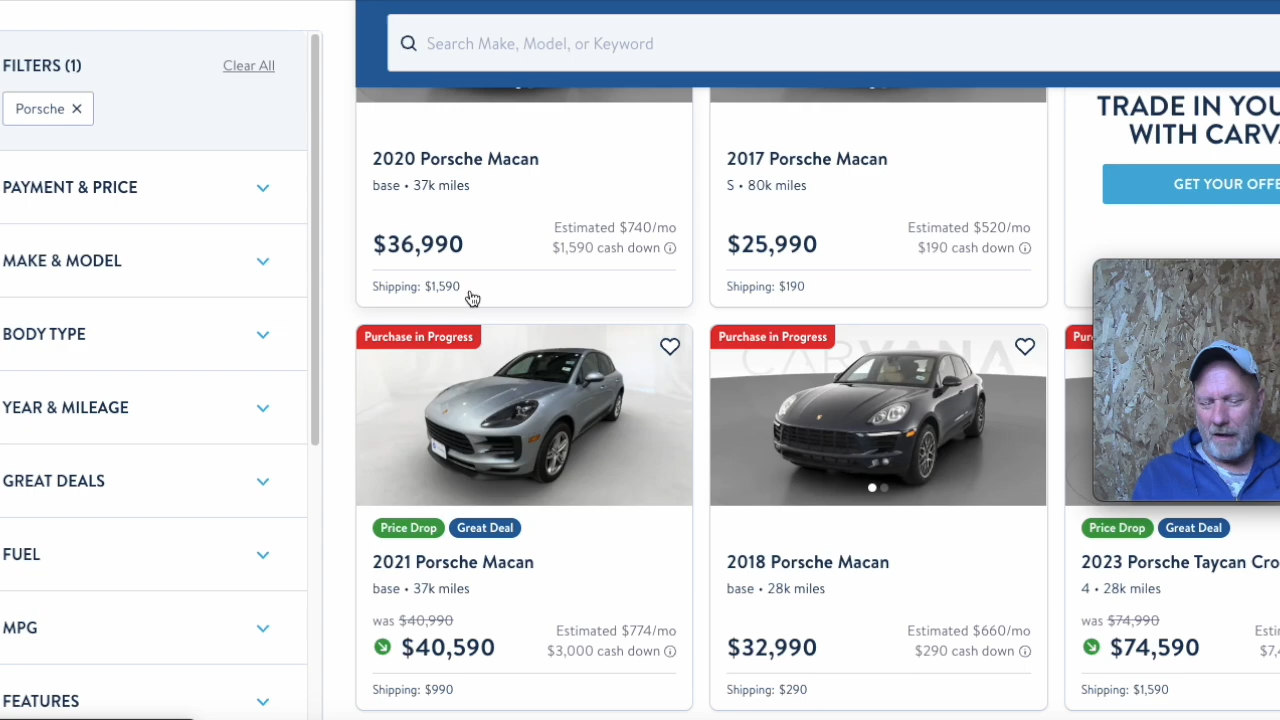 Search Make, Model, or Keyword
FILTERS (1)
Clear All
Porsche ✕
PAYMENT & PRICE
MAKE & MODEL
BODY TYPE
YEAR & MILEAGE
GREAT DEALS
FUEL
MPG
FEATURES
2020 Porsche Macan
base • 37k miles
Estimated $740/mo
$36,990
$1,590 cash down
Shipping: $1,590
2017 Porsche Macan
S • 80k miles
Estimated $520/mo
$25,990
$190 cash down
Shipping: $190
TRADE IN YOU
WITH CARV
GET YOUR OFFE
Purchase in Progress
Price Drop
Great Deal
2021 Porsche Macan
base • 37k miles
was $40,990
Estimated $774/mo
$40,590
$3,000 cash down
Shipping: $990
Purchase in Progress
CARVANA
2018 Porsche Macan
base • 28k miles
Estimated $660/mo
$32,990
$290 cash down
Shipping: $290
Pur
Price Drop
Great Deal
2023 Porsche Taycan Cro
4 • 28k miles
was $74,990
Esti
$74,590
$7,4
Shipping: $1,590